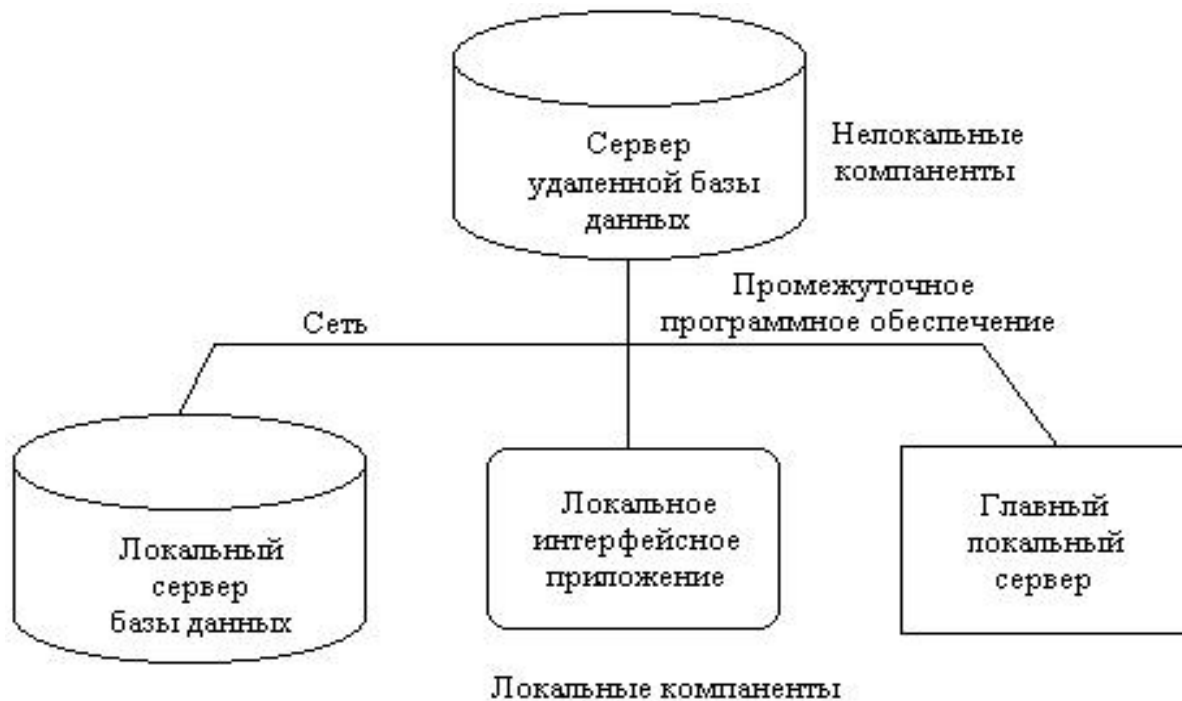 Сервер
удаленной базы
данных
Нелокальные
компаненты
Сеть
Промежуточное
программное обеспечение
Локальный
сервер
базы данных
Локальное
интерфейсное
приложение
Главный
локальный
сервер
Локальные компаненты